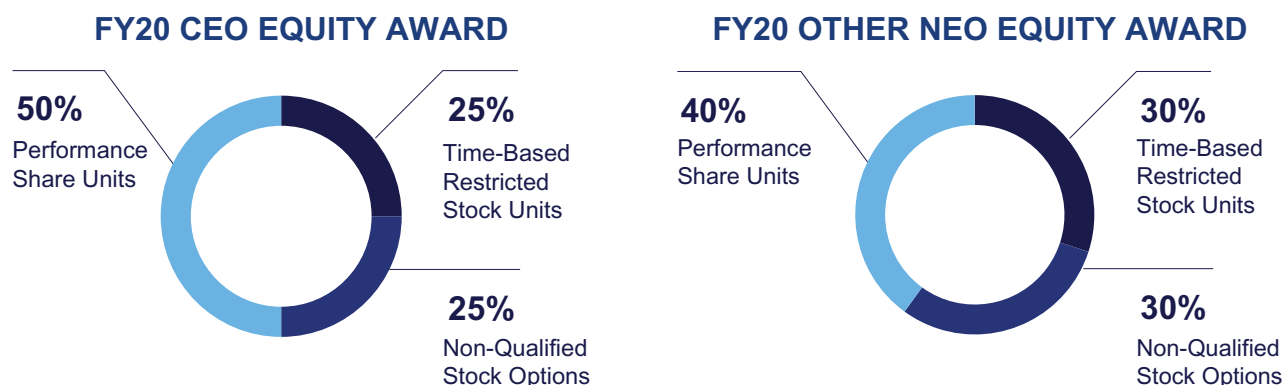 FY20 CEO EQUITY AWARD
50%
Performance
Share Units
25%
Time-Based
Restricted
Stock Units
25%
Non-Qualified
Stock Options
FY20 OTHER NEO EQUITY AWARD
40%
Performance
Share Units
30%
Time-Based
Restricted
Stock Units
30%
Non-Qualified
Stock Options